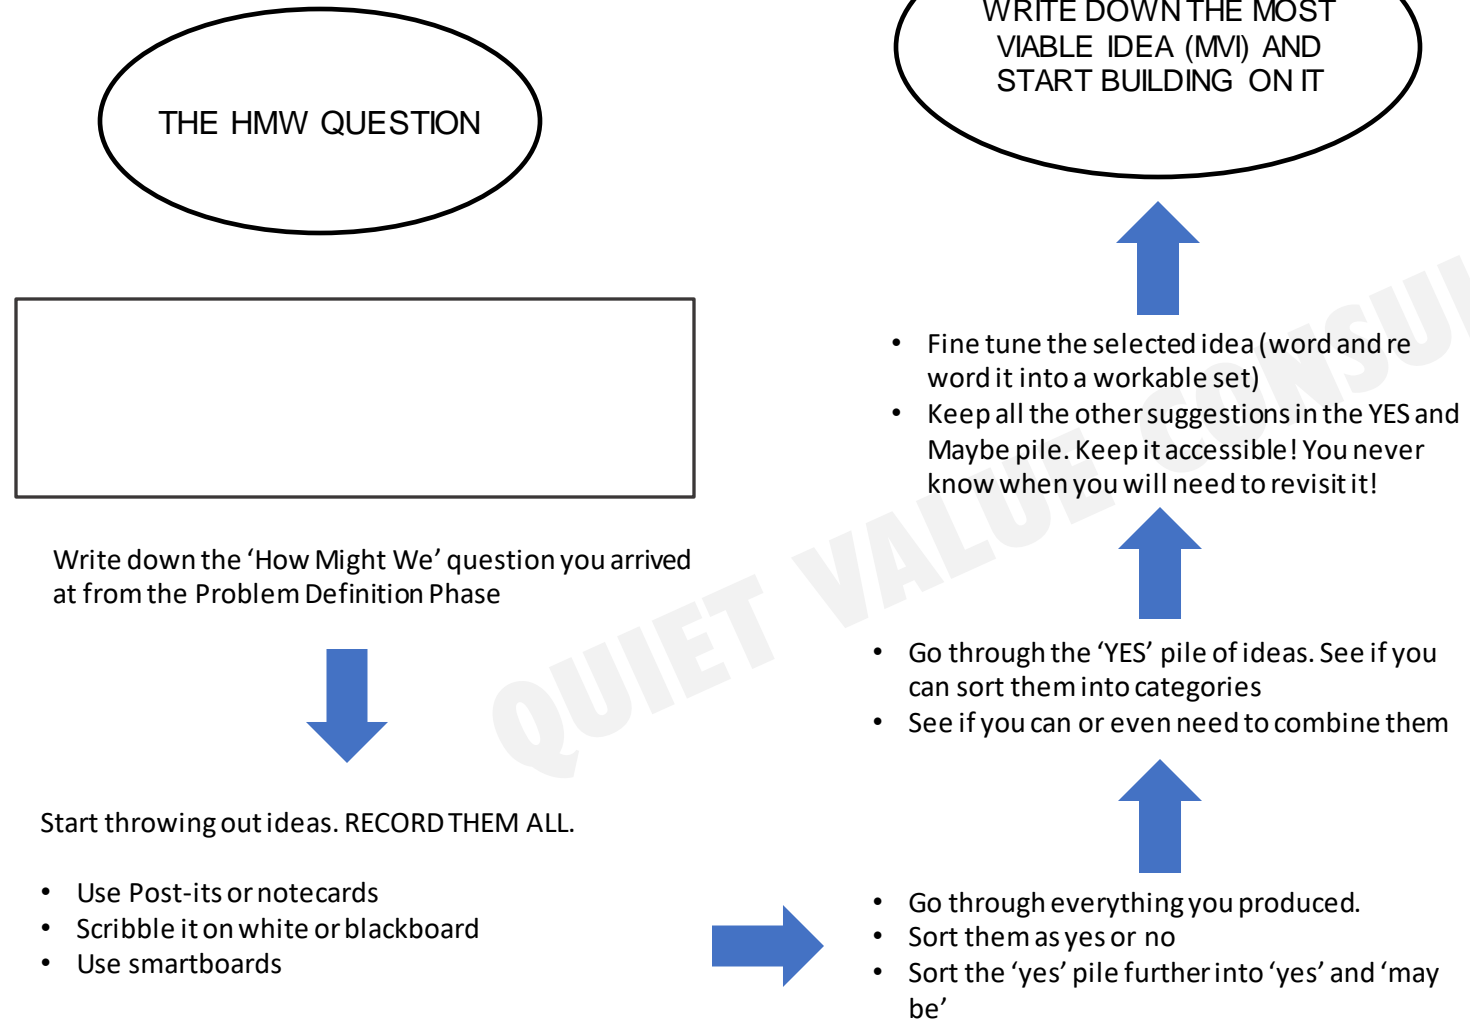 THE HMW QUESTION
Write down the ‘How Might We’ question you arrived
at from the Problem Definition Phase
Start throwing out ideas. RECORD THEM ALL.
• Use Post-its or notecards
• Scribble it on white or blackboard
• Use smartboards
WRITE DOWN THE MOST
VIABLE IDEA (MVI) AND
START BUILDING ON IT
• Fine tune the selected idea (word and re
word it into a workable set)
• Keep all the other suggestions in the YES and
Maybe pile. Keep it accessible! You never
know when you will need to revisit it!
• Go through the ‘YES’ pile of ideas. See if you
can sort them into categories
• See if you can or even need to combine them
• Go through everything you produced.
• Sort them as yes or no
• Sort the ‘yes’ pile further into ‘yes’ and ‘may
be’
QUIET VALUE CONSU